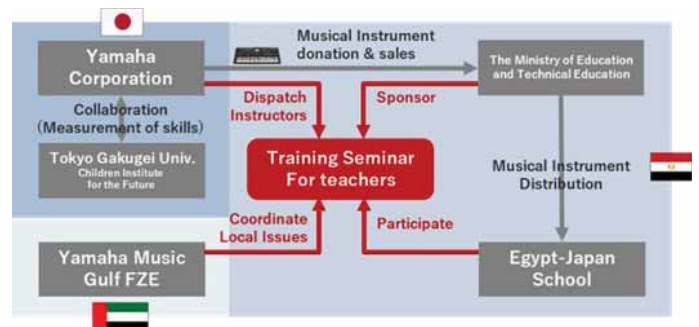 Yamaha
Corporation
Musical Instrument
donation & sales
The Ministry of Education
and Technical Education
Collaboration
(Measurement of skills)
Dispatch
Instructors
Sponsor
Tokyo Gakugei Univ.
Children Institute
for the Future
Training Seminar
For teachers
Musical Instrument
Distribution
Coordinate
Local Issues
Participate
Yamaha Music
Gulf FZE
Egypt-Japan
School